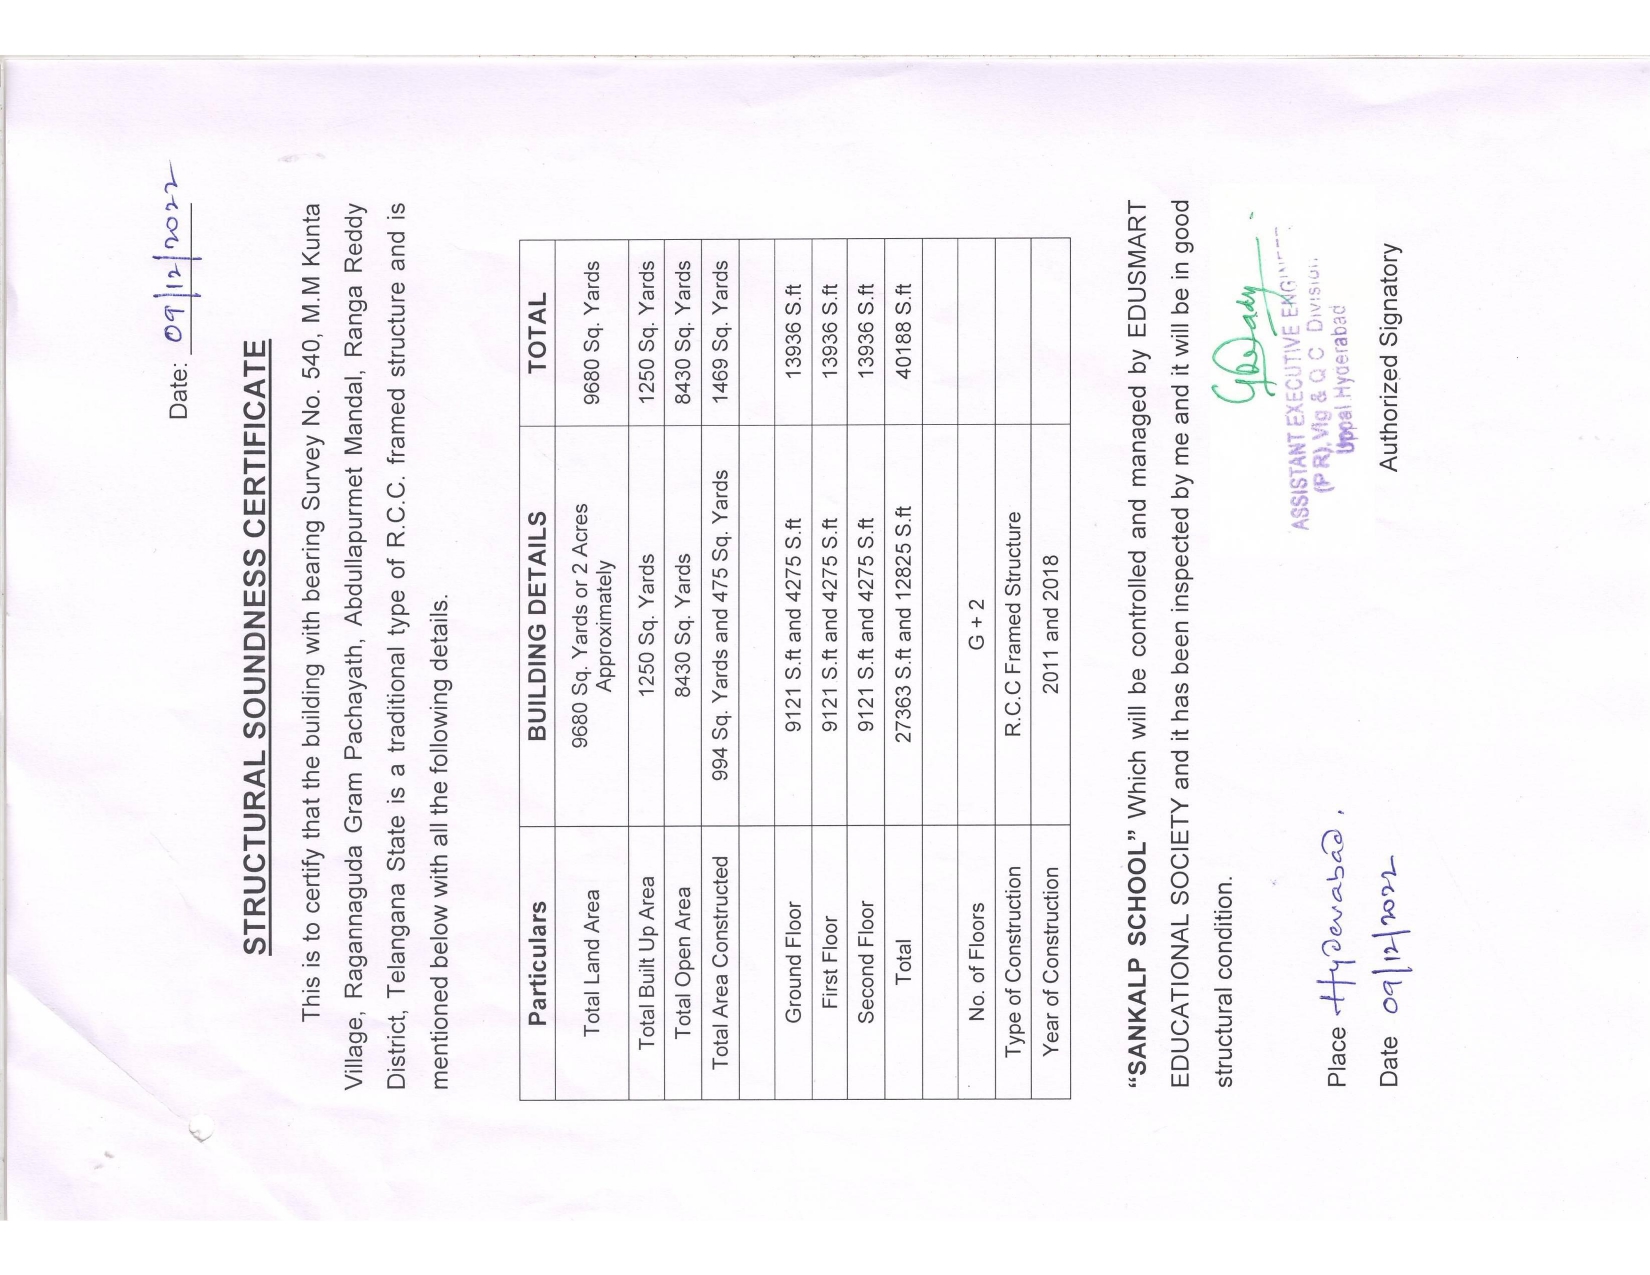 Date: 09/12/2022
STRUCTURAL SOUNDNESS CERTIFICATE
This is to certify that the building with bearing Survey No. 540, M.M Kunta
Village, Ragannaguda Gram Pachayath, Abdullapurmet Mandal, Ranga Reddy
District, Telangana State is a traditional type of R.C.C. framed structure and is
mentioned below with all the following details.
Particulars BUILDING DETAILS TOTAL
Total Land Area 9680 Sq. Yards or 2 Acres Approximately 9680 Sq. Yards
Total Built Up Area 1250 Sq. Yards 1250 Sq. Yards
Total Open Area 8430 Sq. Yards 8430 Sq. Yards
Total Area Constructed 994 Sq. Yards and 475 Sq. Yards 1469 Sq. Yards
Ground Floor 9121 S.ft and 4275 S.ft 13936 S.ft
First Floor 9121 S.ft and 4275 S.ft 13936 S.ft
Second Floor 9121 S.ft and 4275 S.ft 13936 S.ft
Total 27363 S.ft and 12825 S.ft 40188 S.ft
No. of Floors G + 2
Type of Construction R.C.C Framed Structure
Year of Construction 2011 and 2018
“SANKALP SCHOOL” Which will be controlled and managed by EDUSMART
EDUCATIONAL SOCIETY and it has been inspected by me and it will be in good
structural condition.
ASSISTANT EXECUTIVE
(P R), Vlg & Q C Division.
Uppal Hyderabad
Place Hyderabad.
Date 09/12/2022
Authorized Signatory